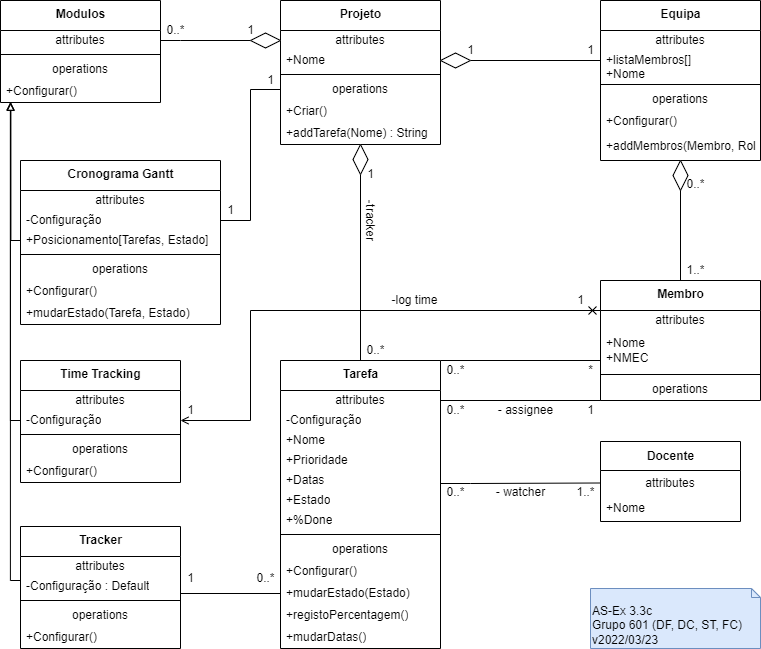 Modulos
attributes
operations
+Configurar()
0..*
1
Projeto
attributes
+Nome
operations
+Criar()
+addTarefa(Nome) : String
1
1
Equipa
attributes
+listaMembros[]
+Nome
operations
+Configurar()
+addMembros(Membro, Rol
1
1
Cronograma Gantt
attributes
-Configuração
+Posicionamento[Tarefas, Estado]
operations
+Configurar()
+mudarEstado(Tarefa, Estado)
1
-tracker
0..*
0..*
1..*
-log time
1
1
Membro
attributes
+Nome
+NMEC
operations
Time Tracking
attributes
-Configuração
operations
+Configurar()
Tarefa
attributes
-Configuração
+Nome
+Prioridade
+Datas
+Estado
+%Done
operations
+Configurar()
+mudarEstado(Estado)
+registoPercentagem()
+mudarDatas()
0..*
*
0..*
- assignee
1
Docente
attributes
+Nome
0..*
- watcher
1..*
Tracker
attributes
-Configuração : Default
operations
+Configurar()
1
0..*
AS-Ex 3.3c
Grupo 601 (DF, DC, ST, FC)
v2022/03/23